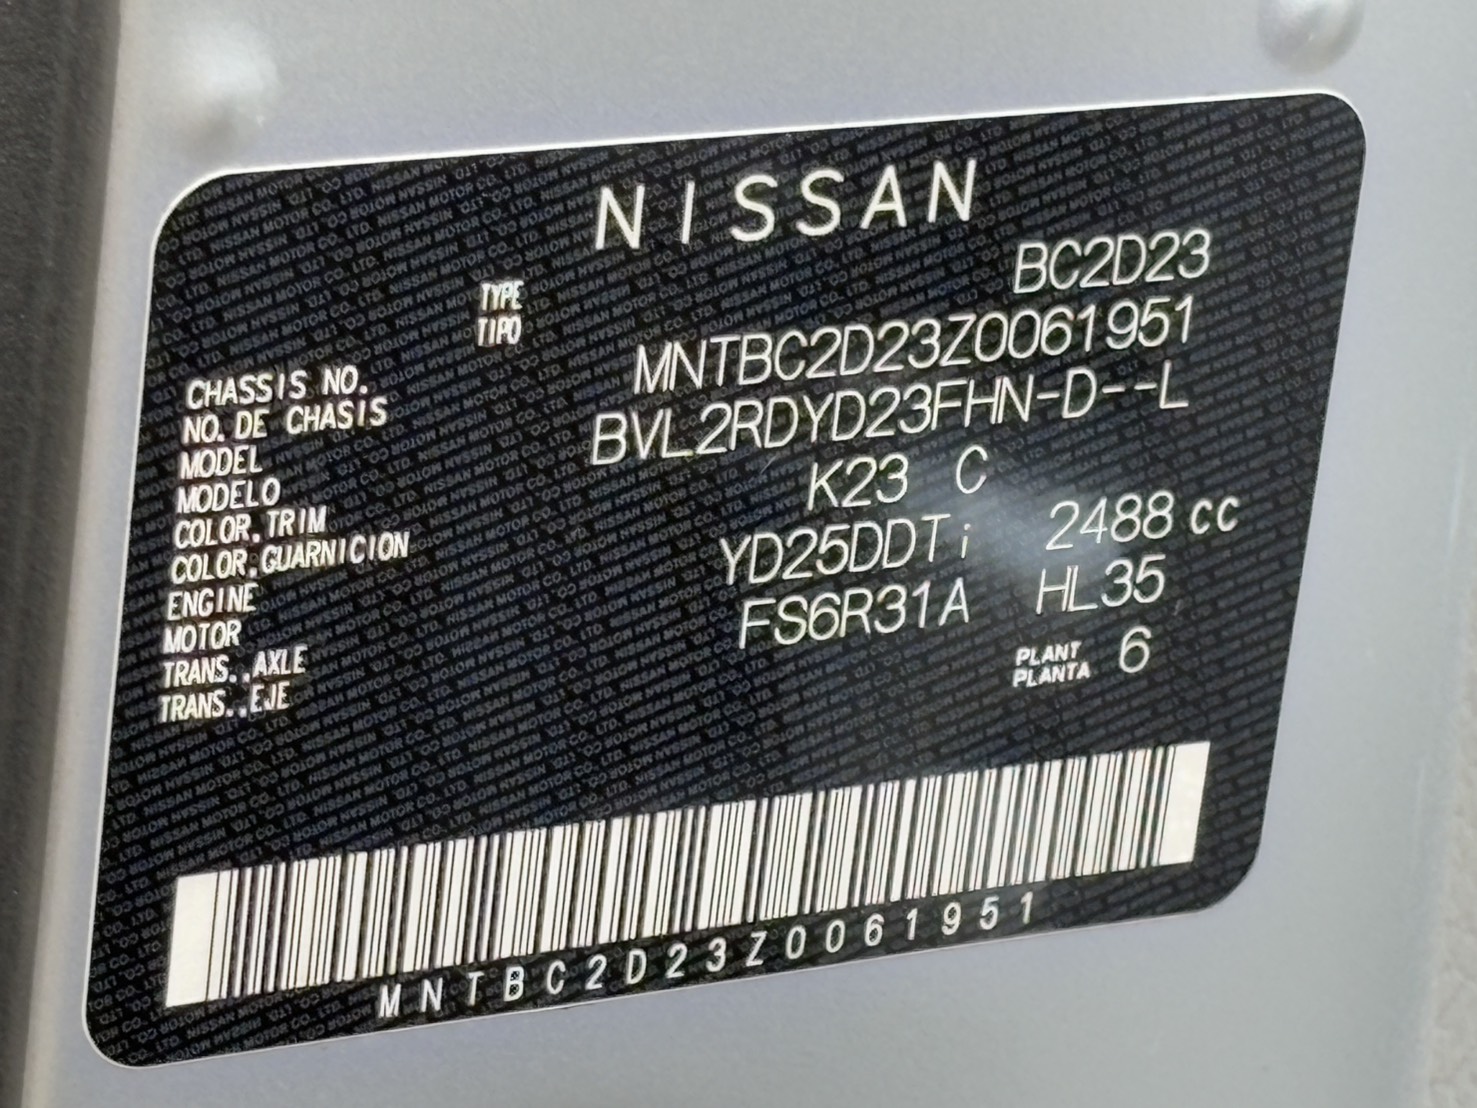 NISSAN
TYPE BC2D23
TIPO
CHASSIS NO. MNTBC2D23Z0061951
NO. DE CHASIS
MODEL BVL2RDYD23FHN-D--L
MODELO
COLOR, TRIM K23 C
COLOR, GUARNICION
ENGINE YD25DDTi 2488 cc
MOTOR
TRANS., AXLE FS6R31A HL35
TRANS., EJE
PLANT 6
PLANTA
MNTBC2D23Z0061951